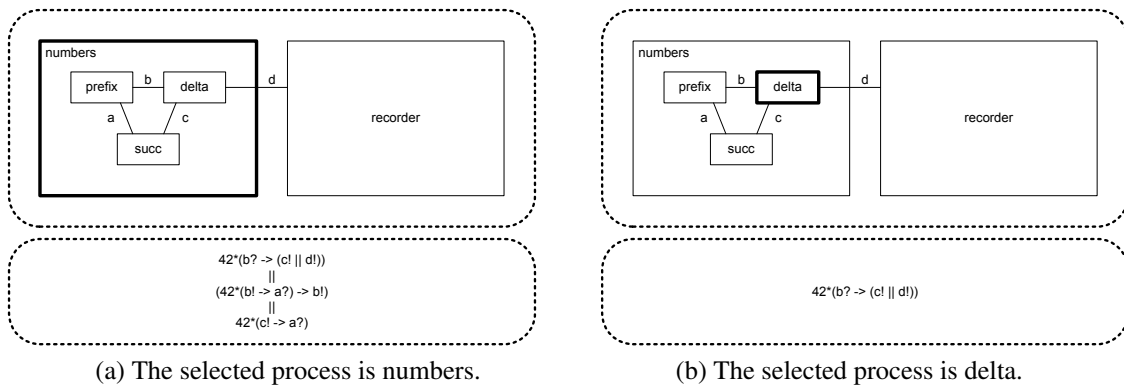 numbers
prefix
b
delta
d
a
c
succ
recorder
42*(b? -> (c! || d!))
||
(42*(b! -> a?) -> b!)
||
42*(c! -> a?)
(a) The selected process is numbers.
numbers
prefix
b
delta
d
a
c
succ
recorder
42*(b? -> (c! || d!))
(b) The selected process is delta.